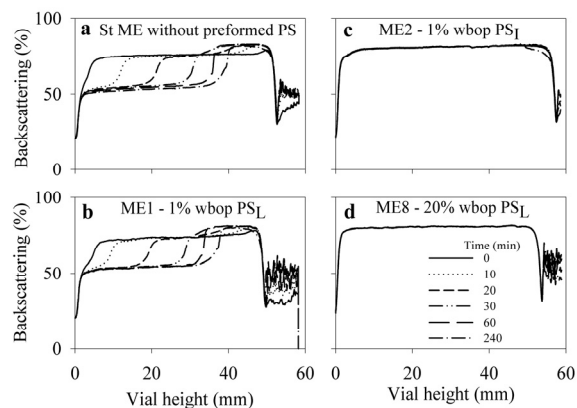 a St ME without preformed PS
c ME2 - 1% wbop PSI
Backscattering (%)
100
50
0
b ME1 - 1% wbop PSL
d ME8 - 20% wbop PSL
Backscattering (%)
100
50
0
Time (min)
0
10
20
30
60
240
0 20 40 60
0 20 40 60
Vial height (mm)
Vial height (mm)